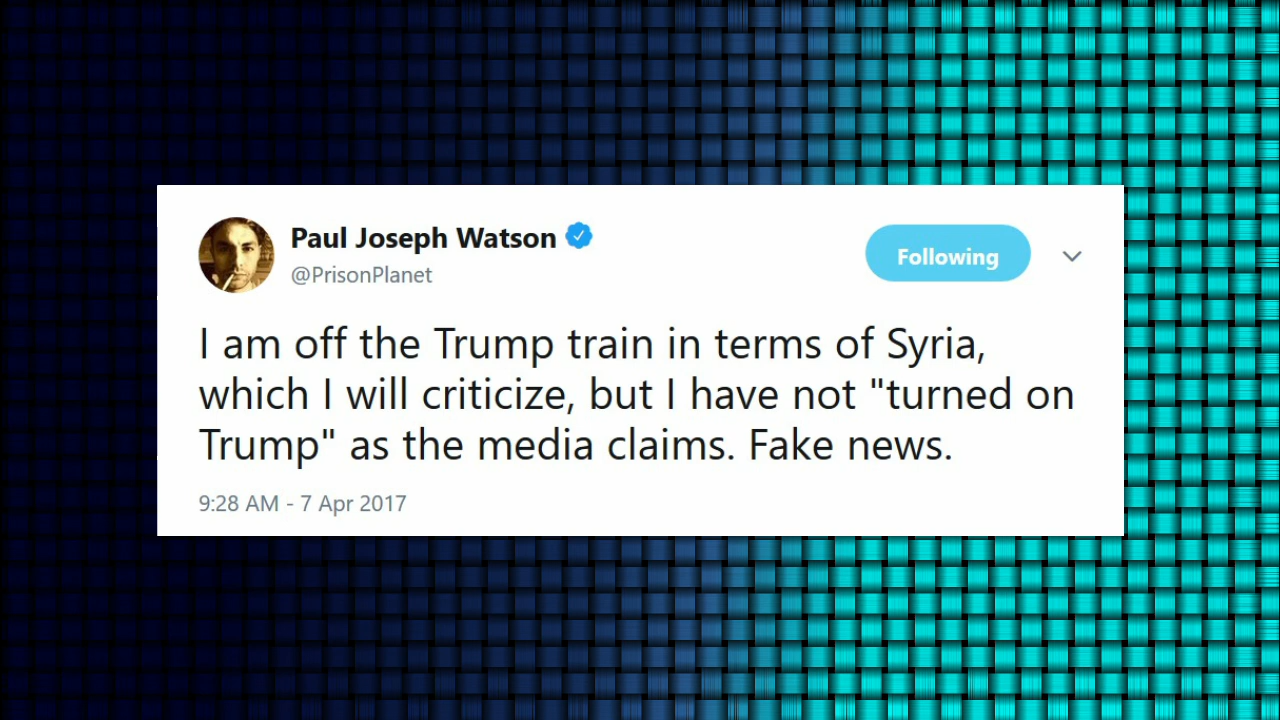 Paul Joseph Watson
@PrisonPlanet
Following
I am off the Trump train in terms of Syria,
which I will criticize, but I have not "turned on
Trump" as the media claims. Fake news.
9:28 AM - 7 Apr 2017